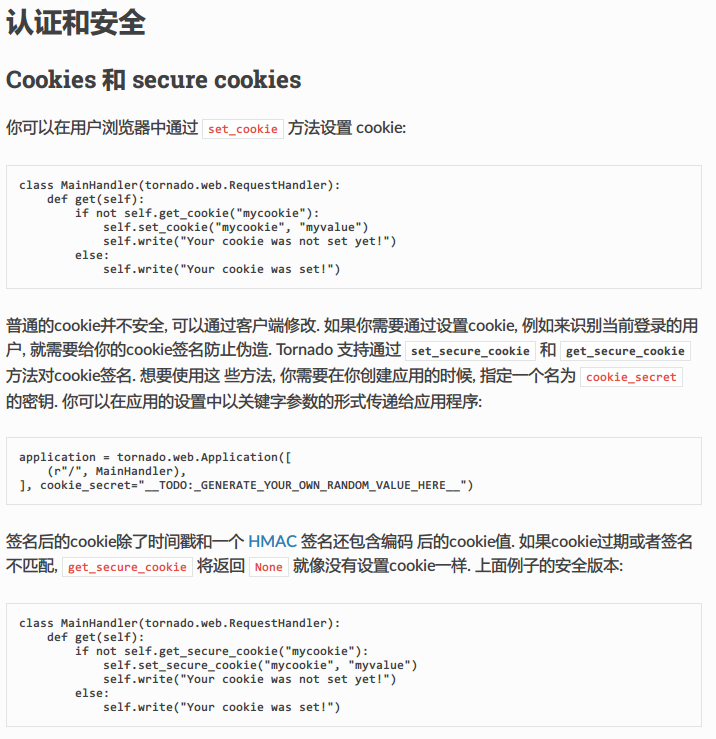 认证和安全
Cookies 和 secure cookies
你可以在用户浏览器中通过 set_cookie 方法设置 cookie:
class MainHandler(tornado.web.RequestHandler):
    def get(self):
        if not self.get_cookie("mycookie"):
            self.set_cookie("mycookie", "myvalue")
            self.write("Your cookie was not set yet!")
        else:
            self.write("Your cookie was set!")
普通的cookie并不安全, 可以通过客户端修改. 如果你需要通过设置cookie, 例如来识别当前登录的用
户, 就需要给你的cookie签名防止伪造. Tornado 支持通过 set_secure_cookie 和 get_secure_cookie
方法对cookie签名. 想要使用这 些方法, 你需要在你创建应用的时候, 指定一个名为 cookie_secret
的密钥. 你可以在应用的设置中以关键字参数的形式传递给应用程序:
application = tornado.web.Application([
    (r"/", MainHandler),
], cookie_secret="__TODO:_GENERATE_YOUR_OWN_RANDOM_VALUE_HERE__")
签名后的cookie除了时间戳和一个 HMAC 签名还包含编码 后的cookie值. 如果cookie过期或者签名
不匹配, get_secure_cookie 将返回 None 就像没有设置cookie一样. 上面例子的安全版本:
class MainHandler(tornado.web.RequestHandler):
    def get(self):
        if not self.get_secure_cookie("mycookie"):
            self.set_secure_cookie("mycookie", "myvalue")
            self.write("Your cookie was not set yet!")
        else:
            self.write("Your cookie was set!")